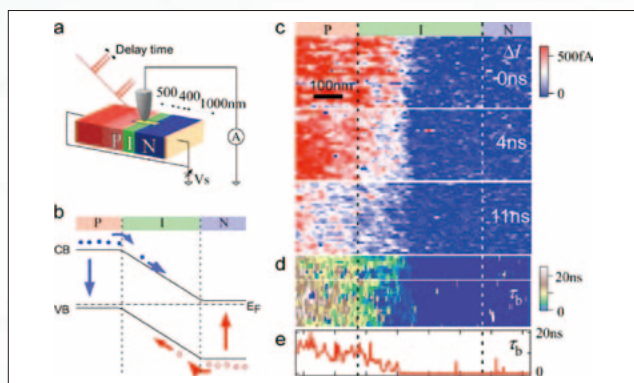 a
Delay time
500
400
1000nm
P I N
A
Vs
b
P I N
CB
VB
EF
c
P I N
ΔI
-0ns
100nm
4ns
11ns
500fA
0
d
τb
20ns
0
e
τb
20ns
0